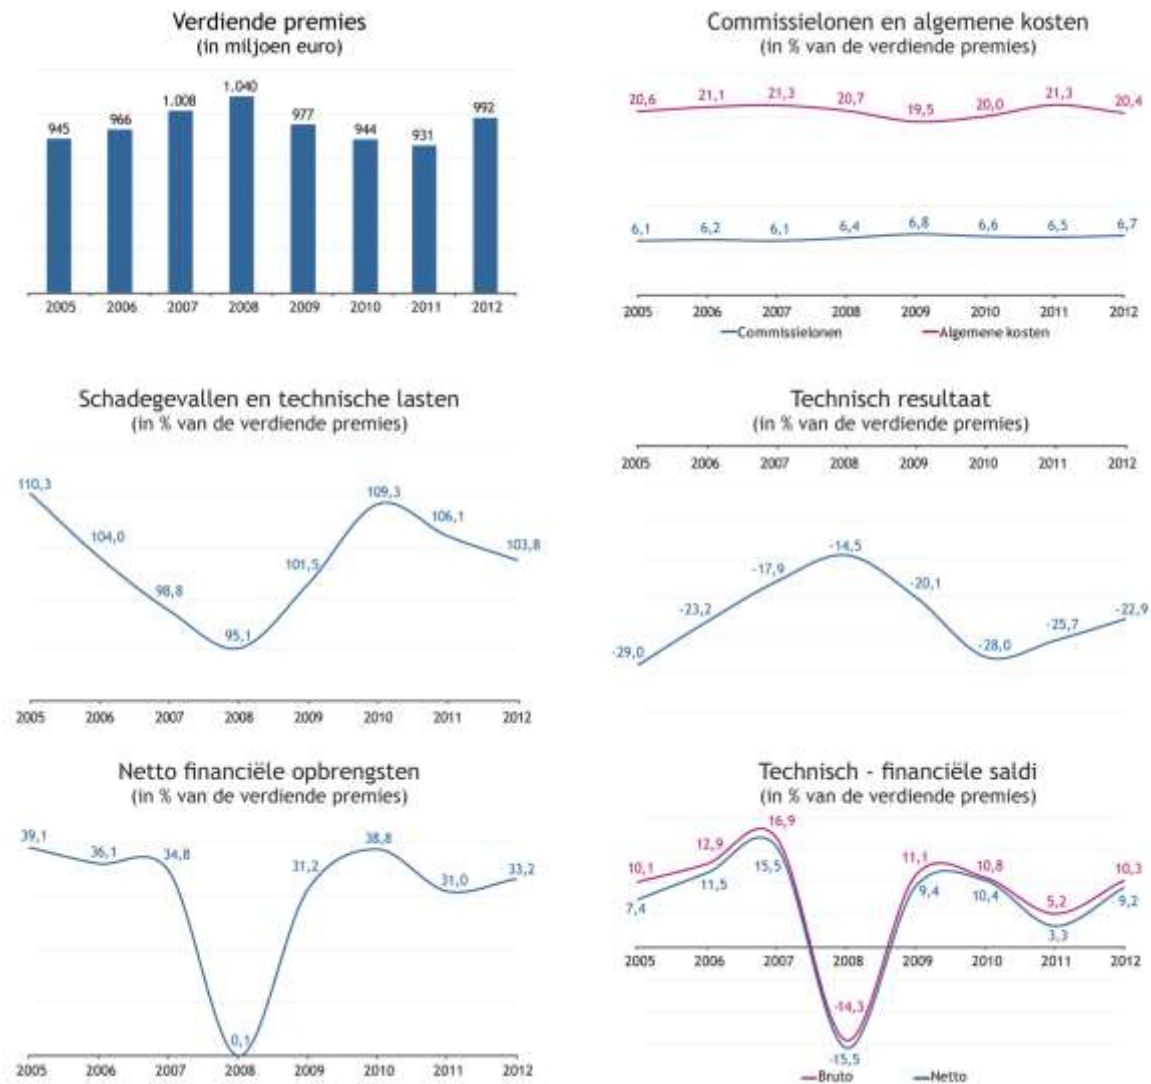 Verdiende premies
(in miljoen euro)
945 966 1.008 1.040 977 944 931 992
2005 2006 2007 2008 2009 2010 2011 2012
Commissielonen en algemene kosten
(in % van de verdiende premies)
20,6 21,1 21,3 20,7 19,5 20,0 21,3 20,4
6,1 6,2 6,1 6,4 6,8 6,6 6,5 6,7
2005 2006 2007 2008 2009 2010 2011 2012
Commissielonen Algemene kosten
Schadegevallen en technische lasten
(in % van de verdiende premies)
110,3 104,0 98,8 95,1 101,5 109,3 106,1 103,8
2005 2006 2007 2008 2009 2010 2011 2012
Technisch resultaat
(in % van de verdiende premies)
2005 2006 2007 2008 2009 2010 2011 2012
-29,0 -23,2 -17,9 -14,5 -20,1 -28,0 -25,7 -22,9
Netto financiële opbrengsten
(in % van de verdiende premies)
39,1 36,1 34,8 0,1 31,2 38,8 31,0 33,2
2005 2006 2007 2008 2009 2010 2011 2012
Technisch - financiële saldi
(in % van de verdiende premies)
10,1 12,9 16,9 -14,3 11,1 10,8 5,2 10,3
7,4 11,5 15,5 -15,5 9,4 10,4 3,3 9,2
2005 2006 2007 2008 2009 2010 2011 2012
Bruto Netto